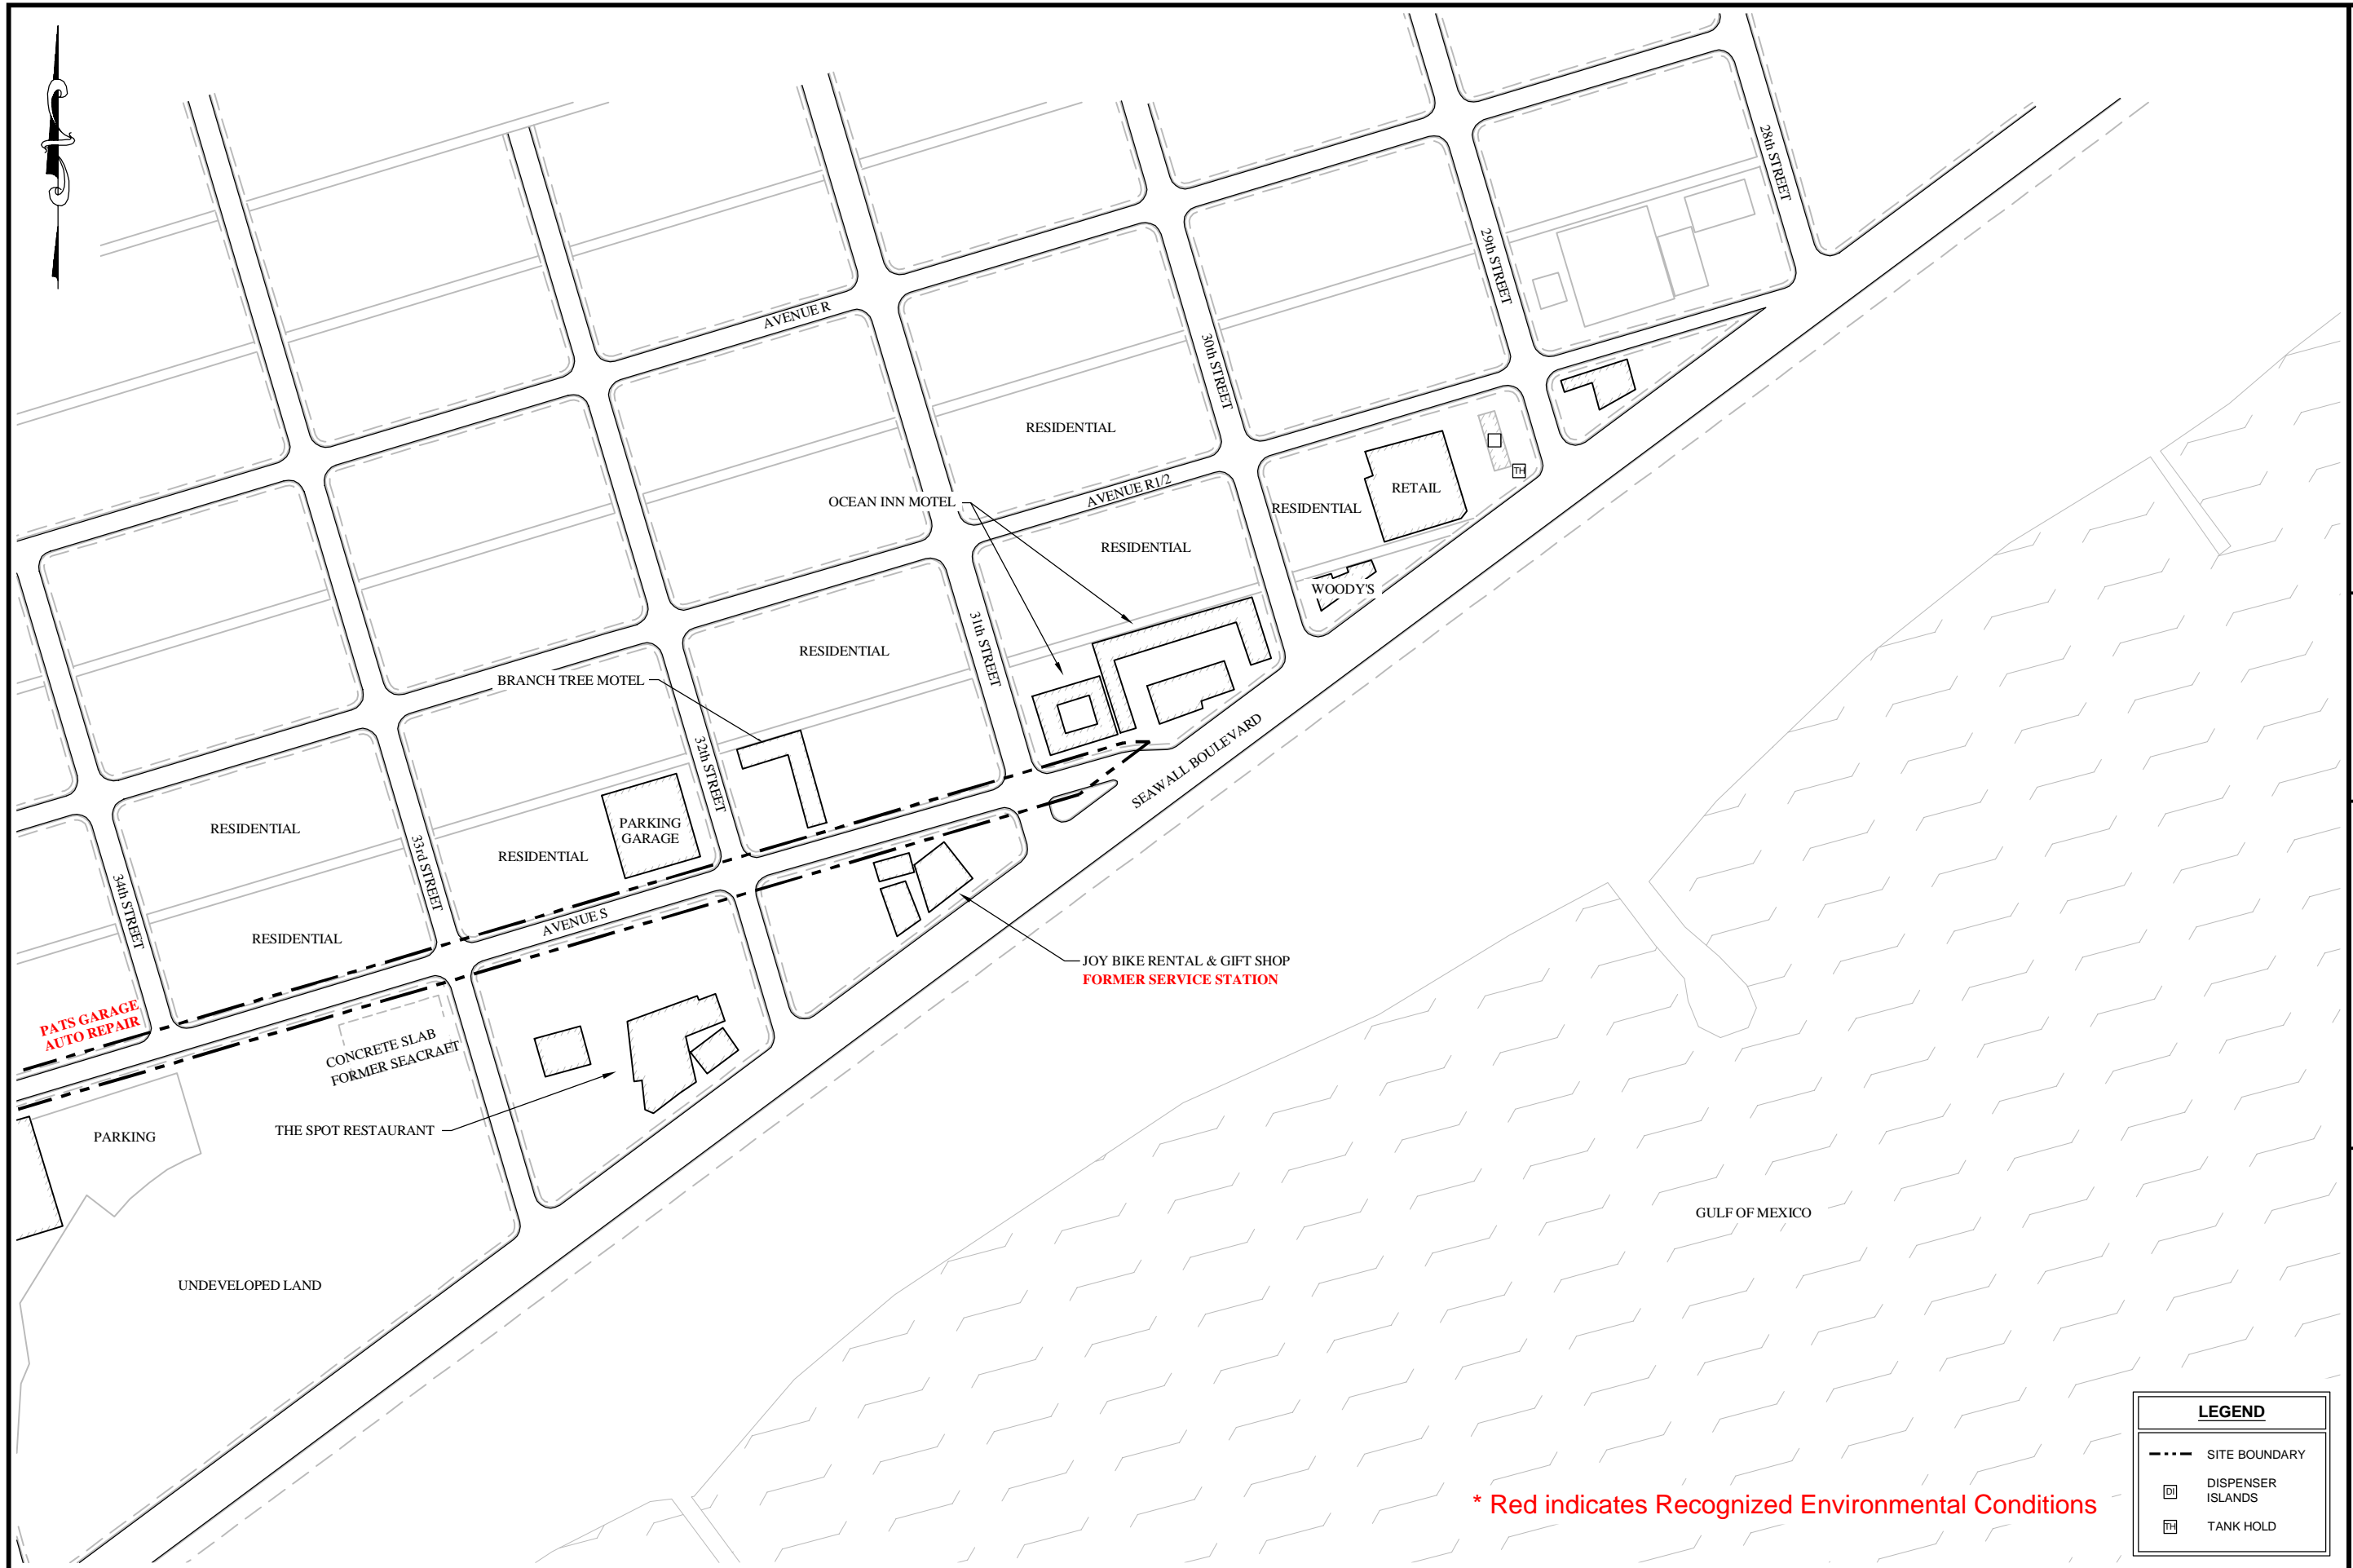 28th STREET
29th STREET
AVENUE R
30th STREET
RESIDENTIAL
AVENUE R1/2
OCEAN INN MOTEL
RETAIL
TH
RESIDENTIAL
RESIDENTIAL
WOODY'S
31th STREET
RESIDENTIAL
BRANCH TREE MOTEL
32th STREET
SEAWALL BOULEVARD
PARKING
GARAGE
RESIDENTIAL
RESIDENTIAL
33rd STREET
34th STREET
AVENUE S
RESIDENTIAL
JOY BIKE RENTAL & GIFT SHOP
FORMER SERVICE STATION
PATS GARAGE
AUTO REPAIR
CONCRETE SLAB
FORMER SEACRAFT
THE SPOT RESTAURANT
PARKING
GULF OF MEXICO
UNDEVELOPED LAND
* Red indicates Recognized Environmental Conditions
LEGEND
SITE BOUNDARY
DI
DISPENSER
ISLANDS
TH
TANK HOLD